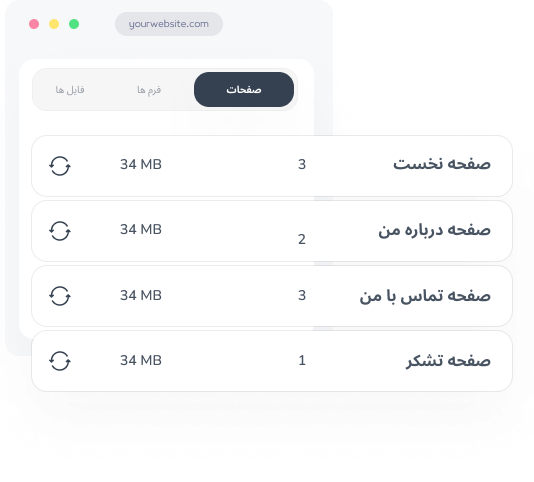 yourwebsite.com
صفحات فرم ها فایل ها
صفحه نخست 3 34 MB
صفحه درباره من 2 34 MB
صفحه تماس با من 3 34 MB
صفحه تشکر 1 34 MB